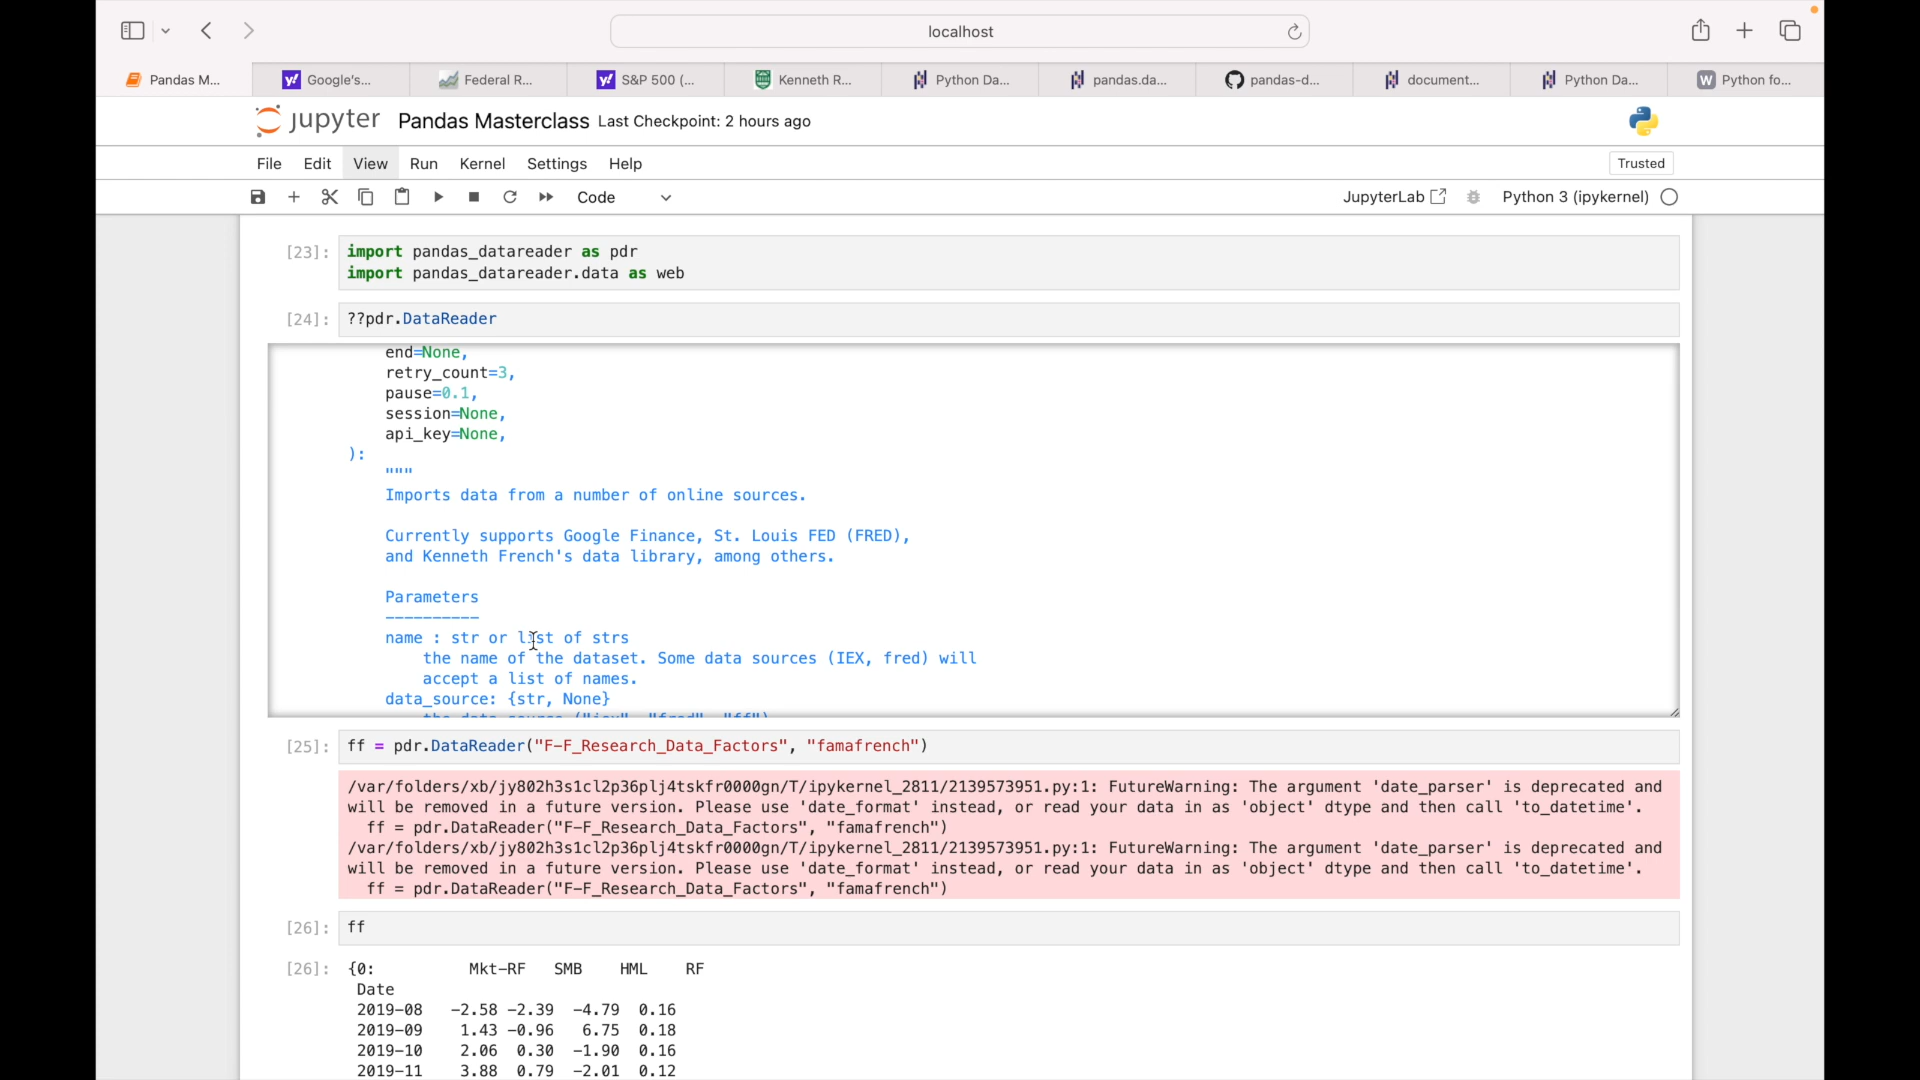 localhost
Pandas M...
Google's...
Federal R...
S&P 500 (...
Kenneth R...
Python Da...
pandas.da...
pandas-d...
document...
Python Da...
W Python fo...
jupyter Pandas Masterclass Last Checkpoint: 2 hours ago
File Edit View Run Kernel Settings Help
Trusted
Code
JupyterLab
Python 3 (ipykernel)
[23]: import pandas_datareader as pdr
import pandas_datareader.data as web
[24]: ??pdr.DataReader
end=None,
retry_count=3,
pause=0.1,
session=None,
api_key=None,
):
"""
Imports data from a number of online sources.
Currently supports Google Finance, St. Louis FED (FRED),
and Kenneth French's data library, among others.
Parameters
----------
name : str or list of strs
the name of the dataset. Some data sources (IEX, fred) will
accept a list of names.
data_source: {str, None}
the data source ("iex", "fred", "ff")
[25]: ff = pdr.DataReader("F-F_Research_Data_Factors", "famafrench")
/var/folders/xb/jy802h3s1cl2p36plj4tskfr0000gn/T/ipykernel_2811/2139573951.py:1: FutureWarning: The argument 'date_parser' is deprecated and
will be removed in a future version. Please use 'date_format' instead, or read your data in as 'object' dtype and then call 'to_datetime'.
ff = pdr.DataReader("F-F_Research_Data_Factors", "famafrench")
/var/folders/xb/jy802h3s1cl2p36plj4tskfr0000gn/T/ipykernel_2811/2139573951.py:1: FutureWarning: The argument 'date_parser' is deprecated and
will be removed in a future version. Please use 'date_format' instead, or read your data in as 'object' dtype and then call 'to_datetime'.
ff = pdr.DataReader("F-F_Research_Data_Factors", "famafrench")
[26]: ff
[26]: {0: Mkt-RF SMB HML RF
Date
2019-08 -2.58 -2.39 -4.79 0.16
2019-09 1.43 -0.96 6.75 0.18
2019-10 2.06 0.30 -1.90 0.16
2019-11 3.88 0.79 -2.01 0.12